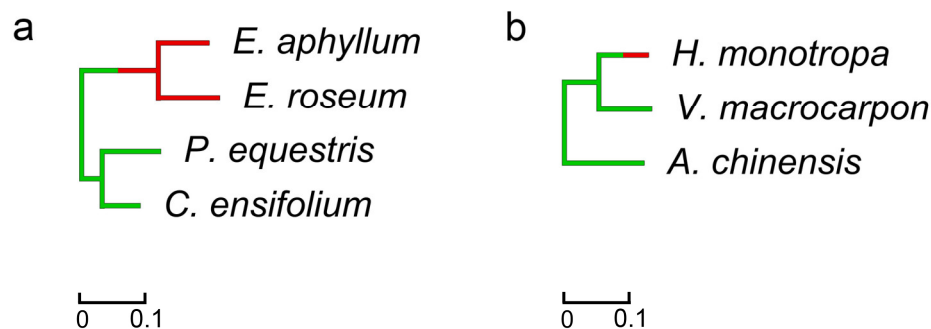 a
E. aphyllum
E. roseum
P. equestris
C. ensifolium
0 0.1
b
H. monotropa
V. macrocarpon
A. chinensis
0 0.1